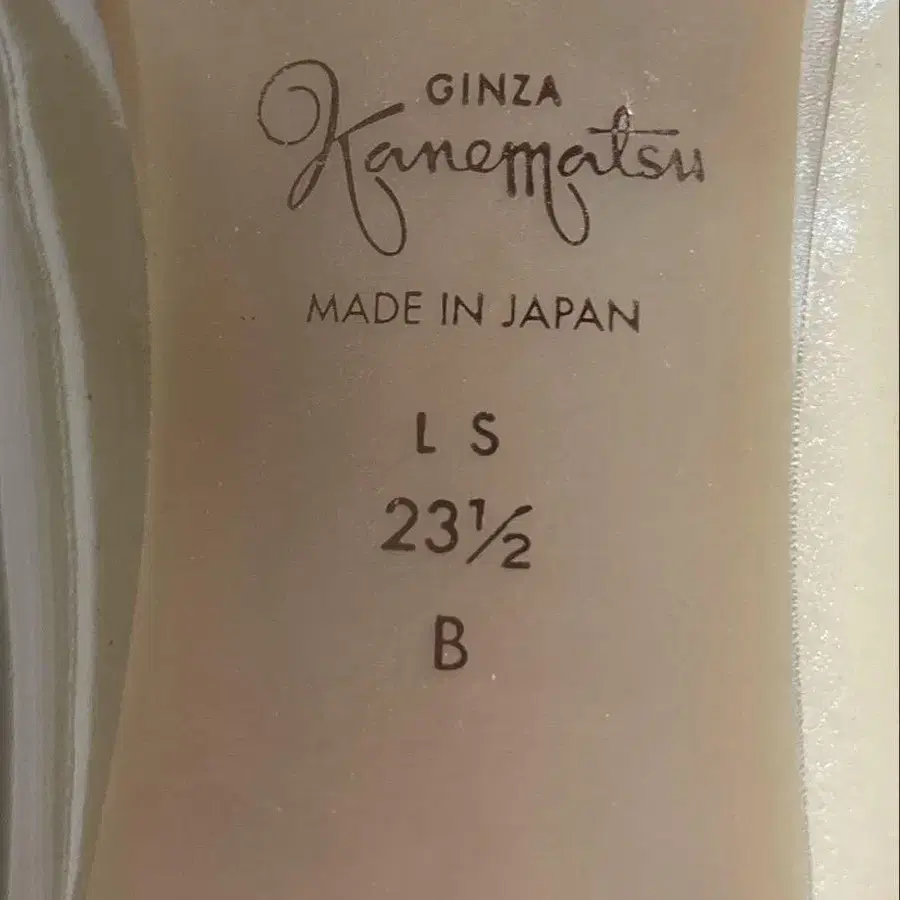 GINZA
Kanematsu
MADE IN JAPAN
L S
23½
B